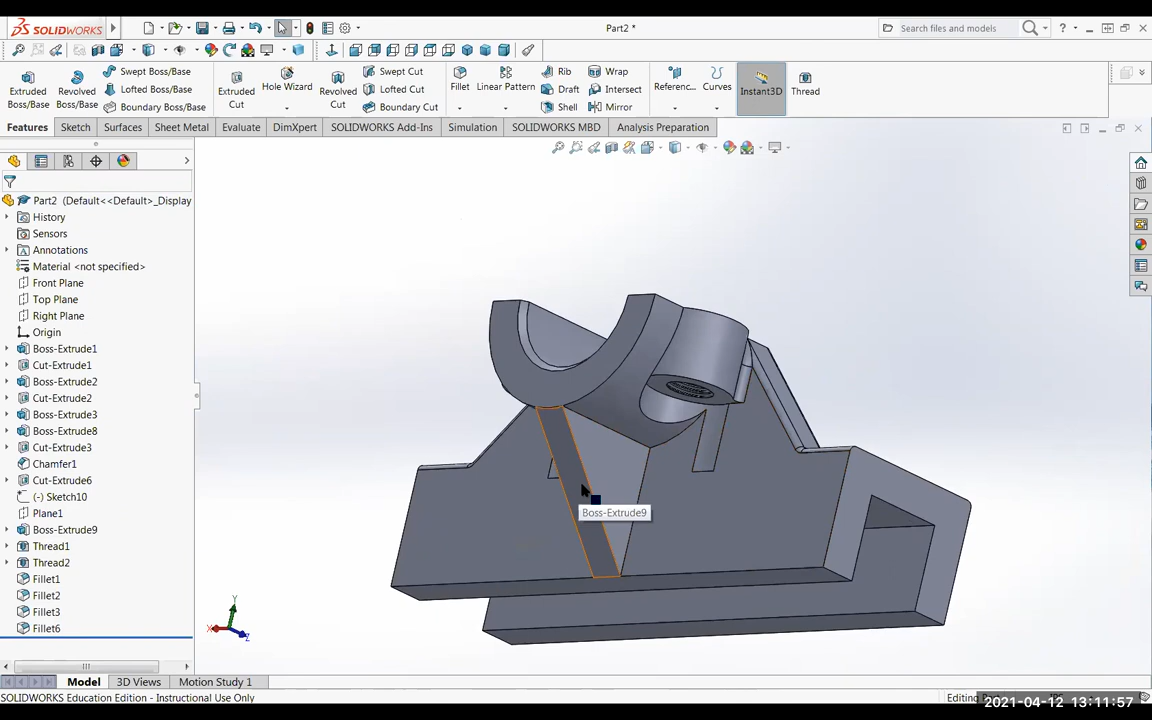 SOLIDWORKS
Part2 *
Search files and models
Extruded Boss/Base
Revolved Boss/Base
Swept Boss/Base
Lofted Boss/Base
Boundary Boss/Base
Extruded Cut
Hole Wizard
Revolved Cut
Swept Cut
Lofted Cut
Boundary Cut
Fillet
Linear Pattern
Rib
Draft
Shell
Wrap
Intersect
Mirror
Referenc...
Curves
Instant3D
Thread
Features
Sketch
Surfaces
Sheet Metal
Evaluate
DimXpert
SOLIDWORKS Add-Ins
Simulation
SOLIDWORKS MBD
Analysis Preparation
Part2 (Default<<Default>_Display
History
Sensors
Annotations
Material <not specified>
Front Plane
Top Plane
Right Plane
Origin
Boss-Extrude1
Cut-Extrude1
Boss-Extrude2
Cut-Extrude2
Boss-Extrude3
Boss-Extrude8
Cut-Extrude3
Chamfer1
Cut-Extrude6
(-) Sketch10
Plane1
Boss-Extrude9
Thread1
Thread2
Fillet1
Fillet2
Fillet3
Fillet6
Boss-Extrude9
Y
X
Z
Model
3D Views
Motion Study 1
SOLIDWORKS Education Edition - Instructional Use Only
Editing
2021-04-12 13:11:57